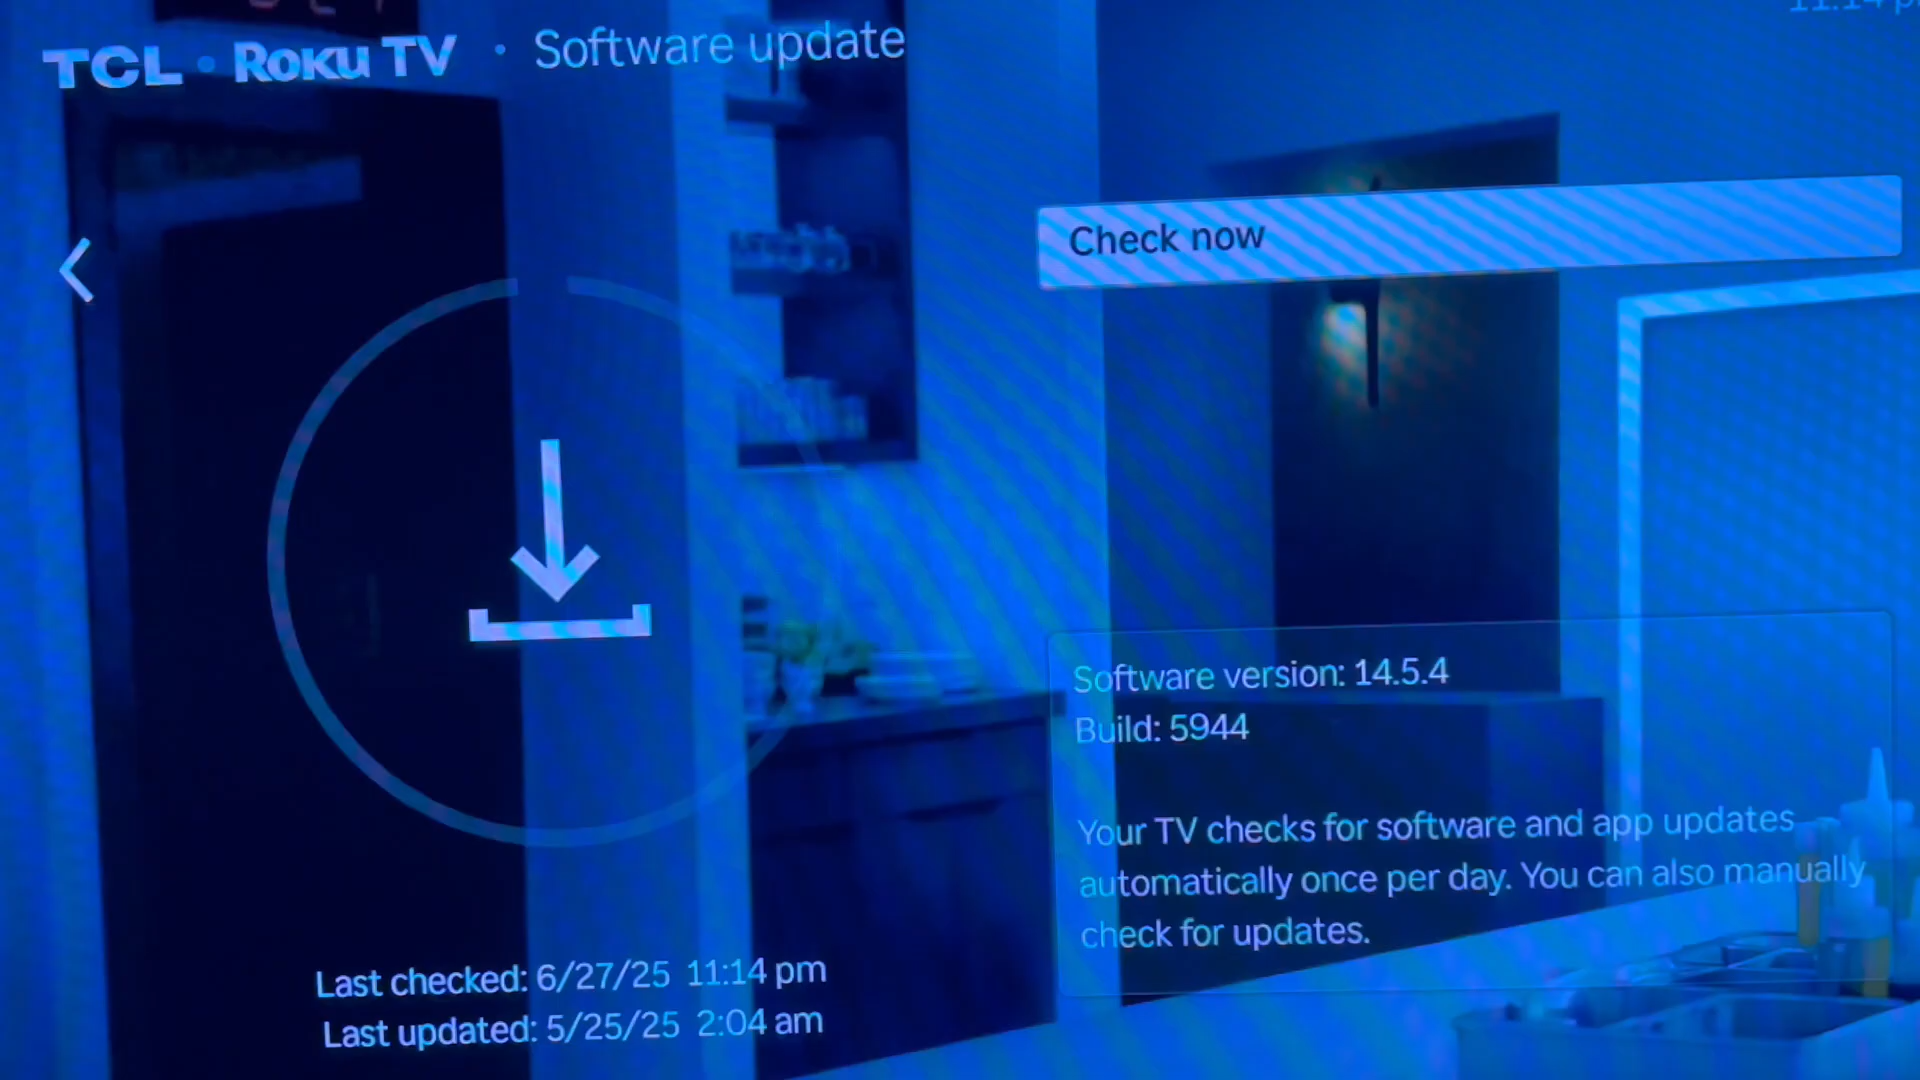 TCL • Roku TV • Software update
11:14 p
Check now
Software version: 14.5.4
Build: 5944
Your TV checks for software and app updates
automatically once per day. You can also manually
check for updates.
Last checked: 6/27/25 11:14 pm
Last updated: 5/25/25 2:04 am